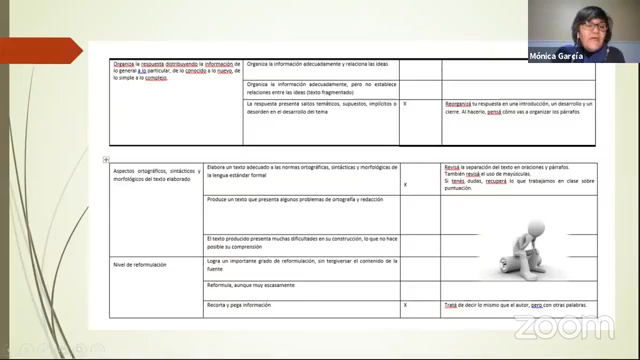 Mónica García
Organiza la respuesta distribuyendo la información de
lo general a lo particular, de lo conocido a lo nuevo, de
lo simple a lo complejo.
Organiza la información adecuadamente y relaciona las ideas
Organiza la información adecuadamente, pero no establece
relaciones entre las ideas (texto fragmentado)
La respuesta presenta saltos temáticos, supuestos, implícitos o
desorden en el desarrollo del tema
X
Reorganizá tu respuesta en una introducción, un desarrollo y un
cierre. Al hacerlo, pensá cómo vas a organizar los párrafos
Aspectos ortográficos, sintácticos y
morfológicos del texto elaborado
Elabora un texto adecuado a las normas ortográficas, sintácticas y morfológicas de
la lengua estándar formal
X
Revisá la separación del texto en oraciones y párrafos.
También revisá el uso de mayúsculas.
Si tenés dudas, recuperá lo que trabajamos en clase sobre
puntuación.
Produce un texto que presenta algunos problemas de ortografía y redacción
El texto producido presenta muchas dificultades en su construcción, lo que no hace
posible su comprensión
Nivel de reformulación
Logra un importante grado de reformulación, sin tergiversar el contenido de la
fuente
Reformula, aunque muy escasamente
Recorta y pega información
X
Tratá de decir lo mismo que el autor, pero con otras palabras.
zoom